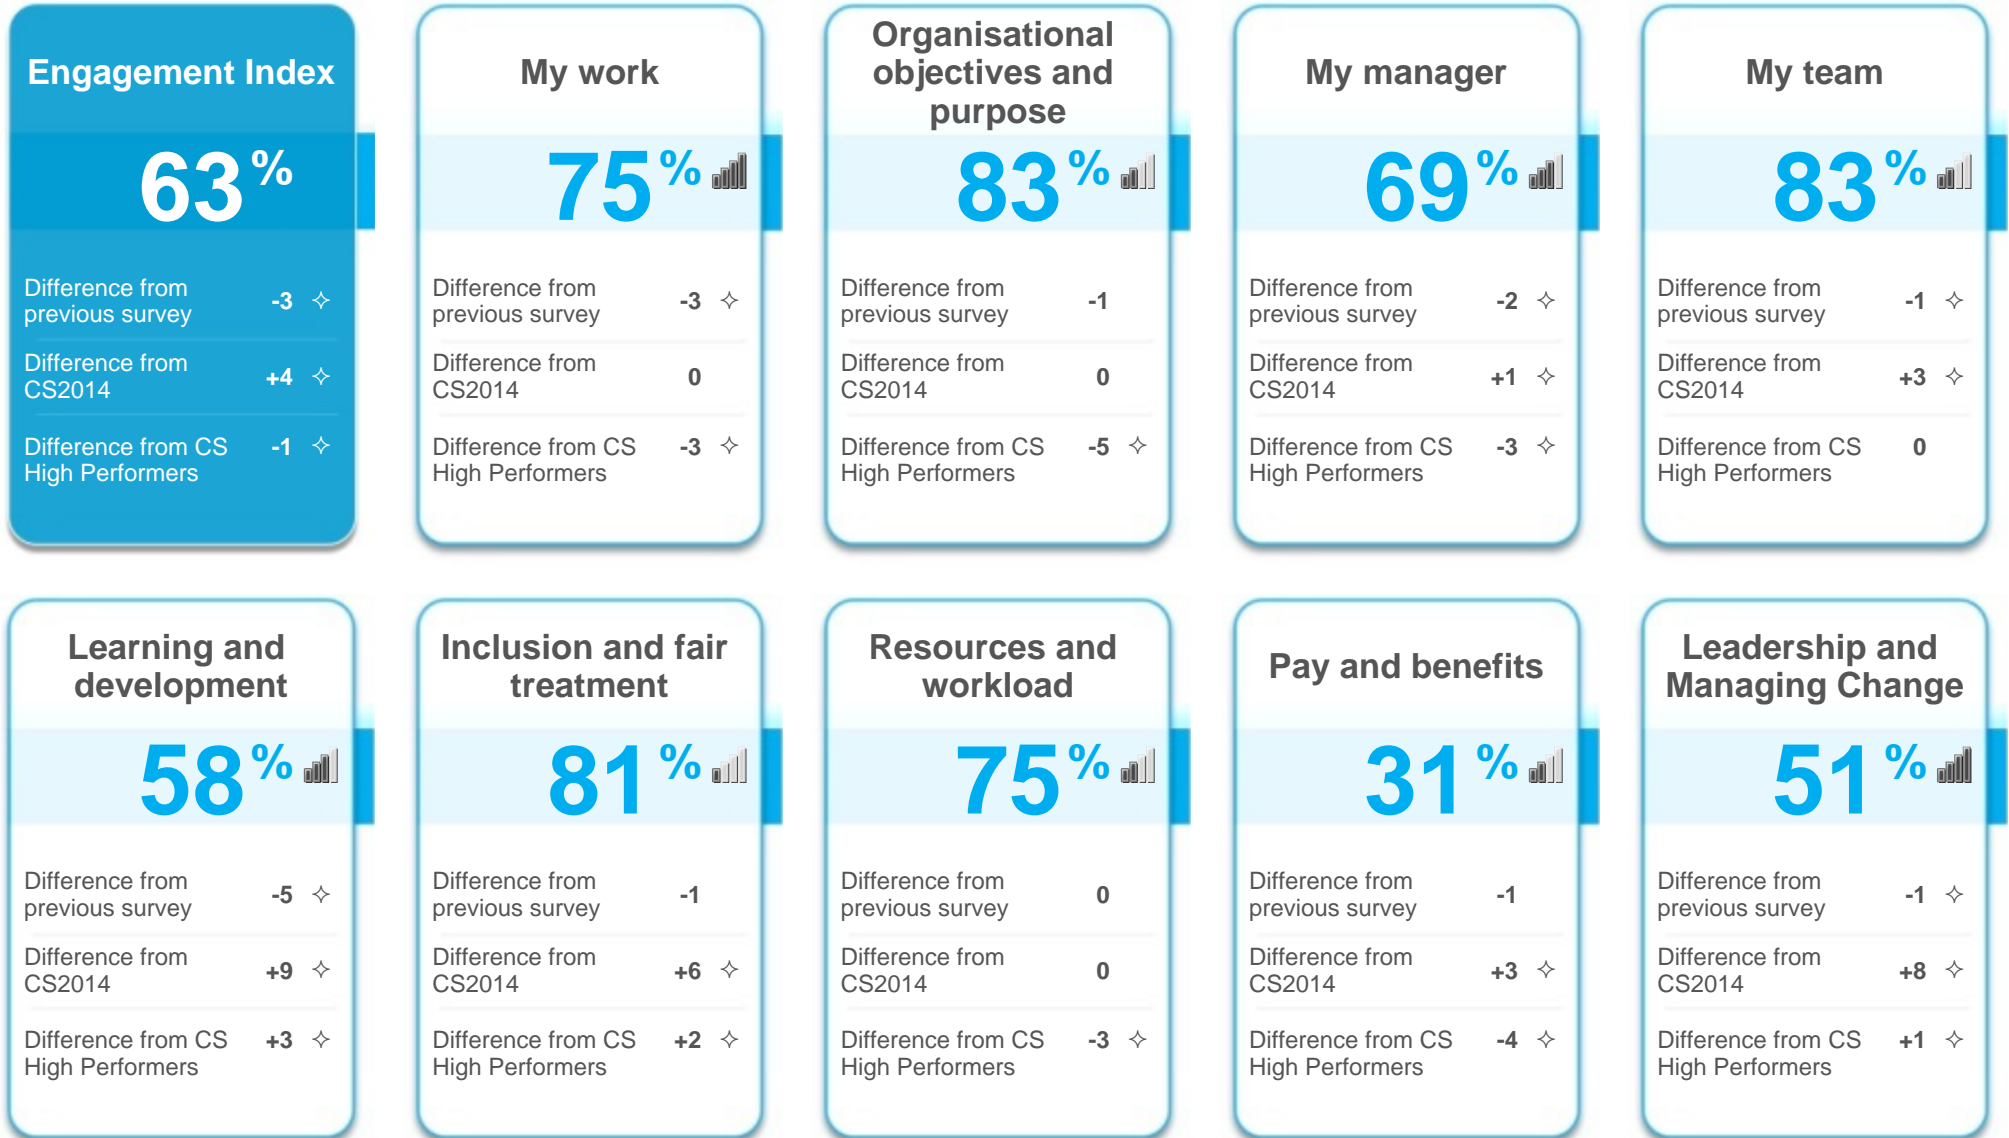 Engagement Index
63%
Difference from
previous survey
-3 ✧
Difference from
CS2014
+4 ✧
Difference from CS
High Performers
-1 ✧
My work
75%
Difference from
previous survey
-3 ✧
Difference from
CS2014
0
Difference from CS
High Performers
-3 ✧
Organisational
objectives and
purpose
83%
Difference from
previous survey
-1
Difference from
CS2014
0
Difference from CS
High Performers
-5 ✧
My manager
69%
Difference from
previous survey
-2 ✧
Difference from
CS2014
+1 ✧
Difference from CS
High Performers
-3 ✧
My team
83%
Difference from
previous survey
-1 ✧
Difference from
CS2014
+3 ✧
Difference from CS
High Performers
0
Learning and
development
58%
Difference from
previous survey
-5 ✧
Difference from
CS2014
+9 ✧
Difference from CS
High Performers
+3 ✧
Inclusion and fair
treatment
81%
Difference from
previous survey
-1
Difference from
CS2014
+6 ✧
Difference from CS
High Performers
+2 ✧
Resources and
workload
75%
Difference from
previous survey
0
Difference from
CS2014
0
Difference from CS
High Performers
-3 ✧
Pay and benefits
31%
Difference from
previous survey
-1
Difference from
CS2014
+3 ✧
Difference from CS
High Performers
-4 ✧
Leadership and
Managing Change
51%
Difference from
previous survey
-1 ✧
Difference from
CS2014
+8 ✧
Difference from CS
High Performers
+1 ✧